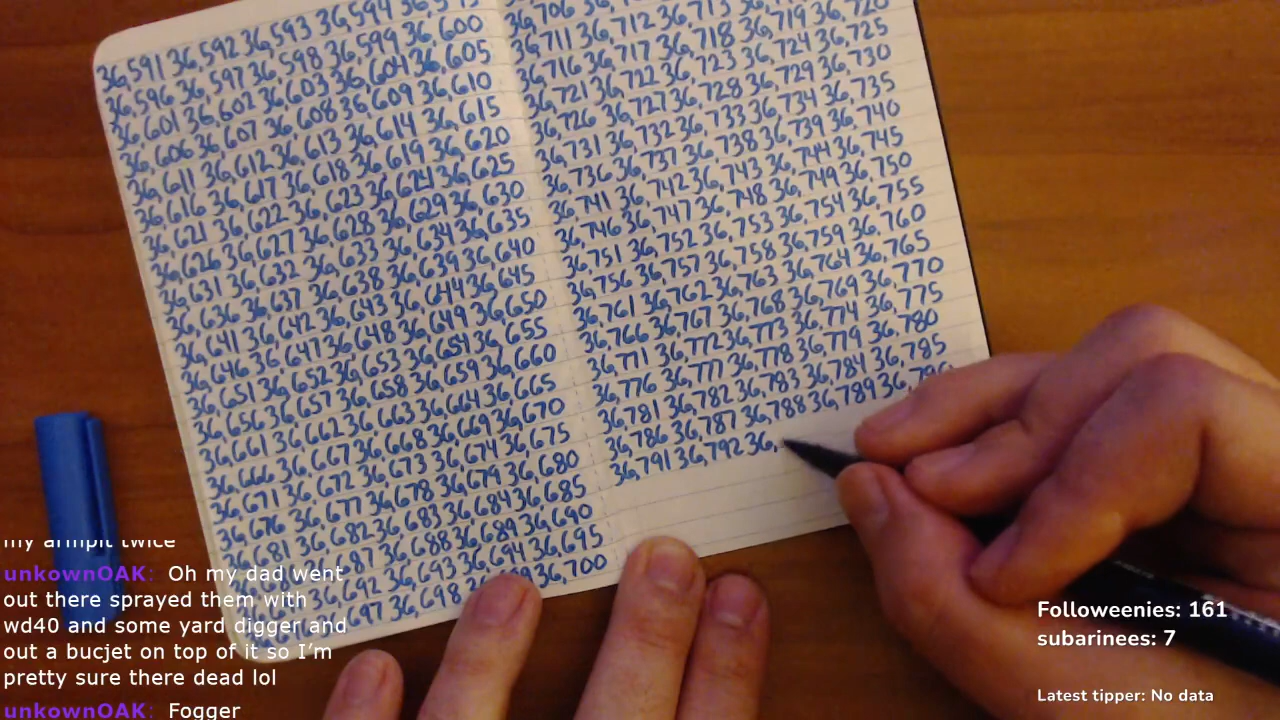 36,591 36,592 36,593 36,594
36,596 36,597 36,598 36,599 36,600
36,601 36,602 36,603 36,604 36,605
36,606 36,607 36,608 36,609 36,610
36,611 36,612 36,613 36,614 36,615
36,616 36,617 36,618 36,619 36,620
36,621 36,622 36,623 36,624 36,625
36,626 36,627 36,628 36,629 36,630
36,631 36,632 36,633 36,634 36,635
36,636 36,637 36,638 36,639 36,640
36,641 36,642 36,643 36,644 36,645
36,646 36,647 36,648 36,649 36,650
36,651 36,652 36,653 36,654 36,655
36,656 36,657 36,658 36,659 36,660
36,661 36,662 36,663 36,664 36,665
36,666 36,667 36,668 36,669 36,670
36,671 36,672 36,673 36,674 36,675
36,676 36,677 36,678 36,679 36,680
36,681 36,682 36,683 36,684 36,685
36,687 36,688 36,689 36,690
36,692 36,693 36,694 36,695
36,698 36,700
36,706
36,711 36,712 36,713
36,716 36,717 36,718 36,719 36,720
36,721 36,722 36,723 36,724 36,725
36,726 36,727 36,728 36,729 36,730
36,731 36,732 36,733 36,734 36,735
36,736 36,737 36,738 36,739 36,740
36,741 36,742 36,743 36,744 36,745
36,746 36,747 36,748 36,749 36,750
36,751 36,752 36,753 36,754 36,755
36,756 36,757 36,758 36,759 36,760
36,761 36,762 36,763 36,764 36,765
36,766 36,767 36,768 36,769 36,770
36,771 36,772 36,773 36,774 36,775
36,776 36,777 36,778 36,779 36,780
36,781 36,782 36,783 36,784 36,785
36,786 36,787 36,788 36,789 36,790
36,791 36,792 36,
my armpit twice
unkownOAK: Oh my dad went
out there sprayed them with
wd40 and some yard digger and
out a bucjet on top of it so I'm
pretty sure there dead lol
unkownOAK: Fogger
Followeenies: 161
subarinees: 7
Latest tipper: No data